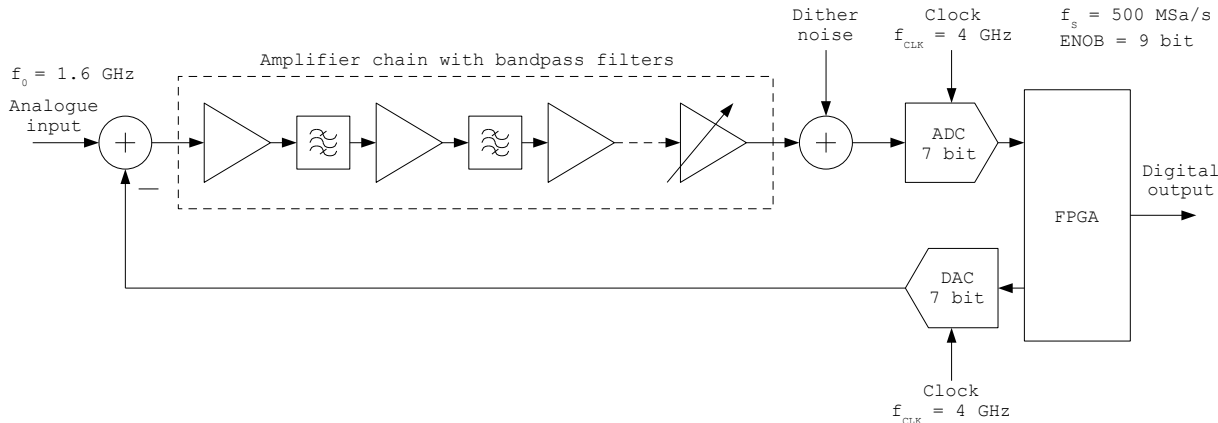 f₀ = 1.6 GHz
Analogue
input
Amplifier chain with bandpass filters
Dither
noise
Clock
f_CLK = 4 GHz
f_s = 500 MSa/s
ENOB = 9 bit
ADC
7 bit
FPGA
Digital
output
DAC
7 bit
Clock
f_CLK = 4 GHz